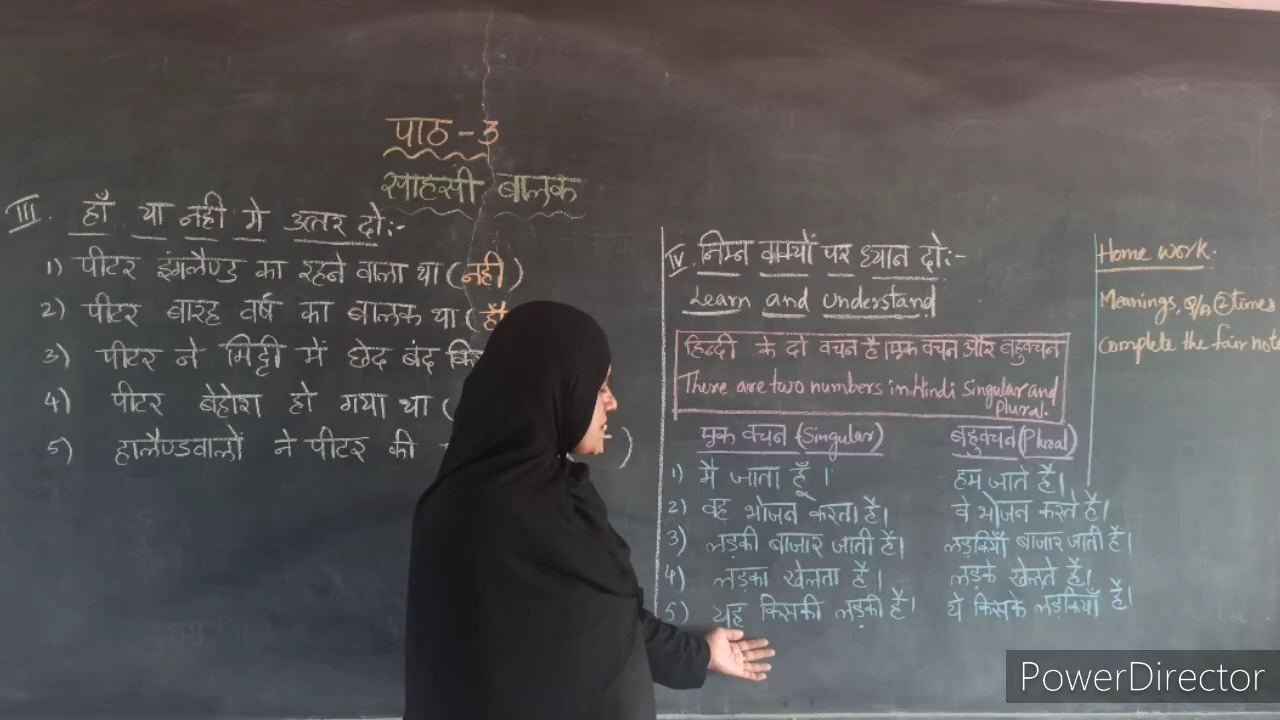 पाठ - 3
साहसी बालक
III. हाँ या नही मे उत्तर दो:-
1) पीटर इंगलैण्ड का रहने वाला था (नही)
2) पीटर बारह वर्ष का बालक था (हाँ
3) पीटर ने मिट्टी में छेद बंद
4) पीटर बेहोश हो गया था (
5) हालैण्डवालों ने पीटर की )
IV. निम्न वाक्यों पर ध्यान दो:-
Learn and understand
हिन्दी के दो वचन है। एक वचन और बहुवचन
There are two numbers in Hindi singular and
plural.
एक वचन (Singular) बहुवचन (Plural)
1) मै जाता हूँ । हम जाते है।
2) वह भोजन करता है। वे भोजन करते है।
3) लड़की बाजार जाती है। लड़कियाँ बाजार जाती है।
4) लड़का खेलता है। लड़के खेलते है।
5) यह किसकी लड़की है। ये किसके लड़कियाँ है।
Home work.
Meanings, Q/A ② times
Complete the fair note
PowerDirector